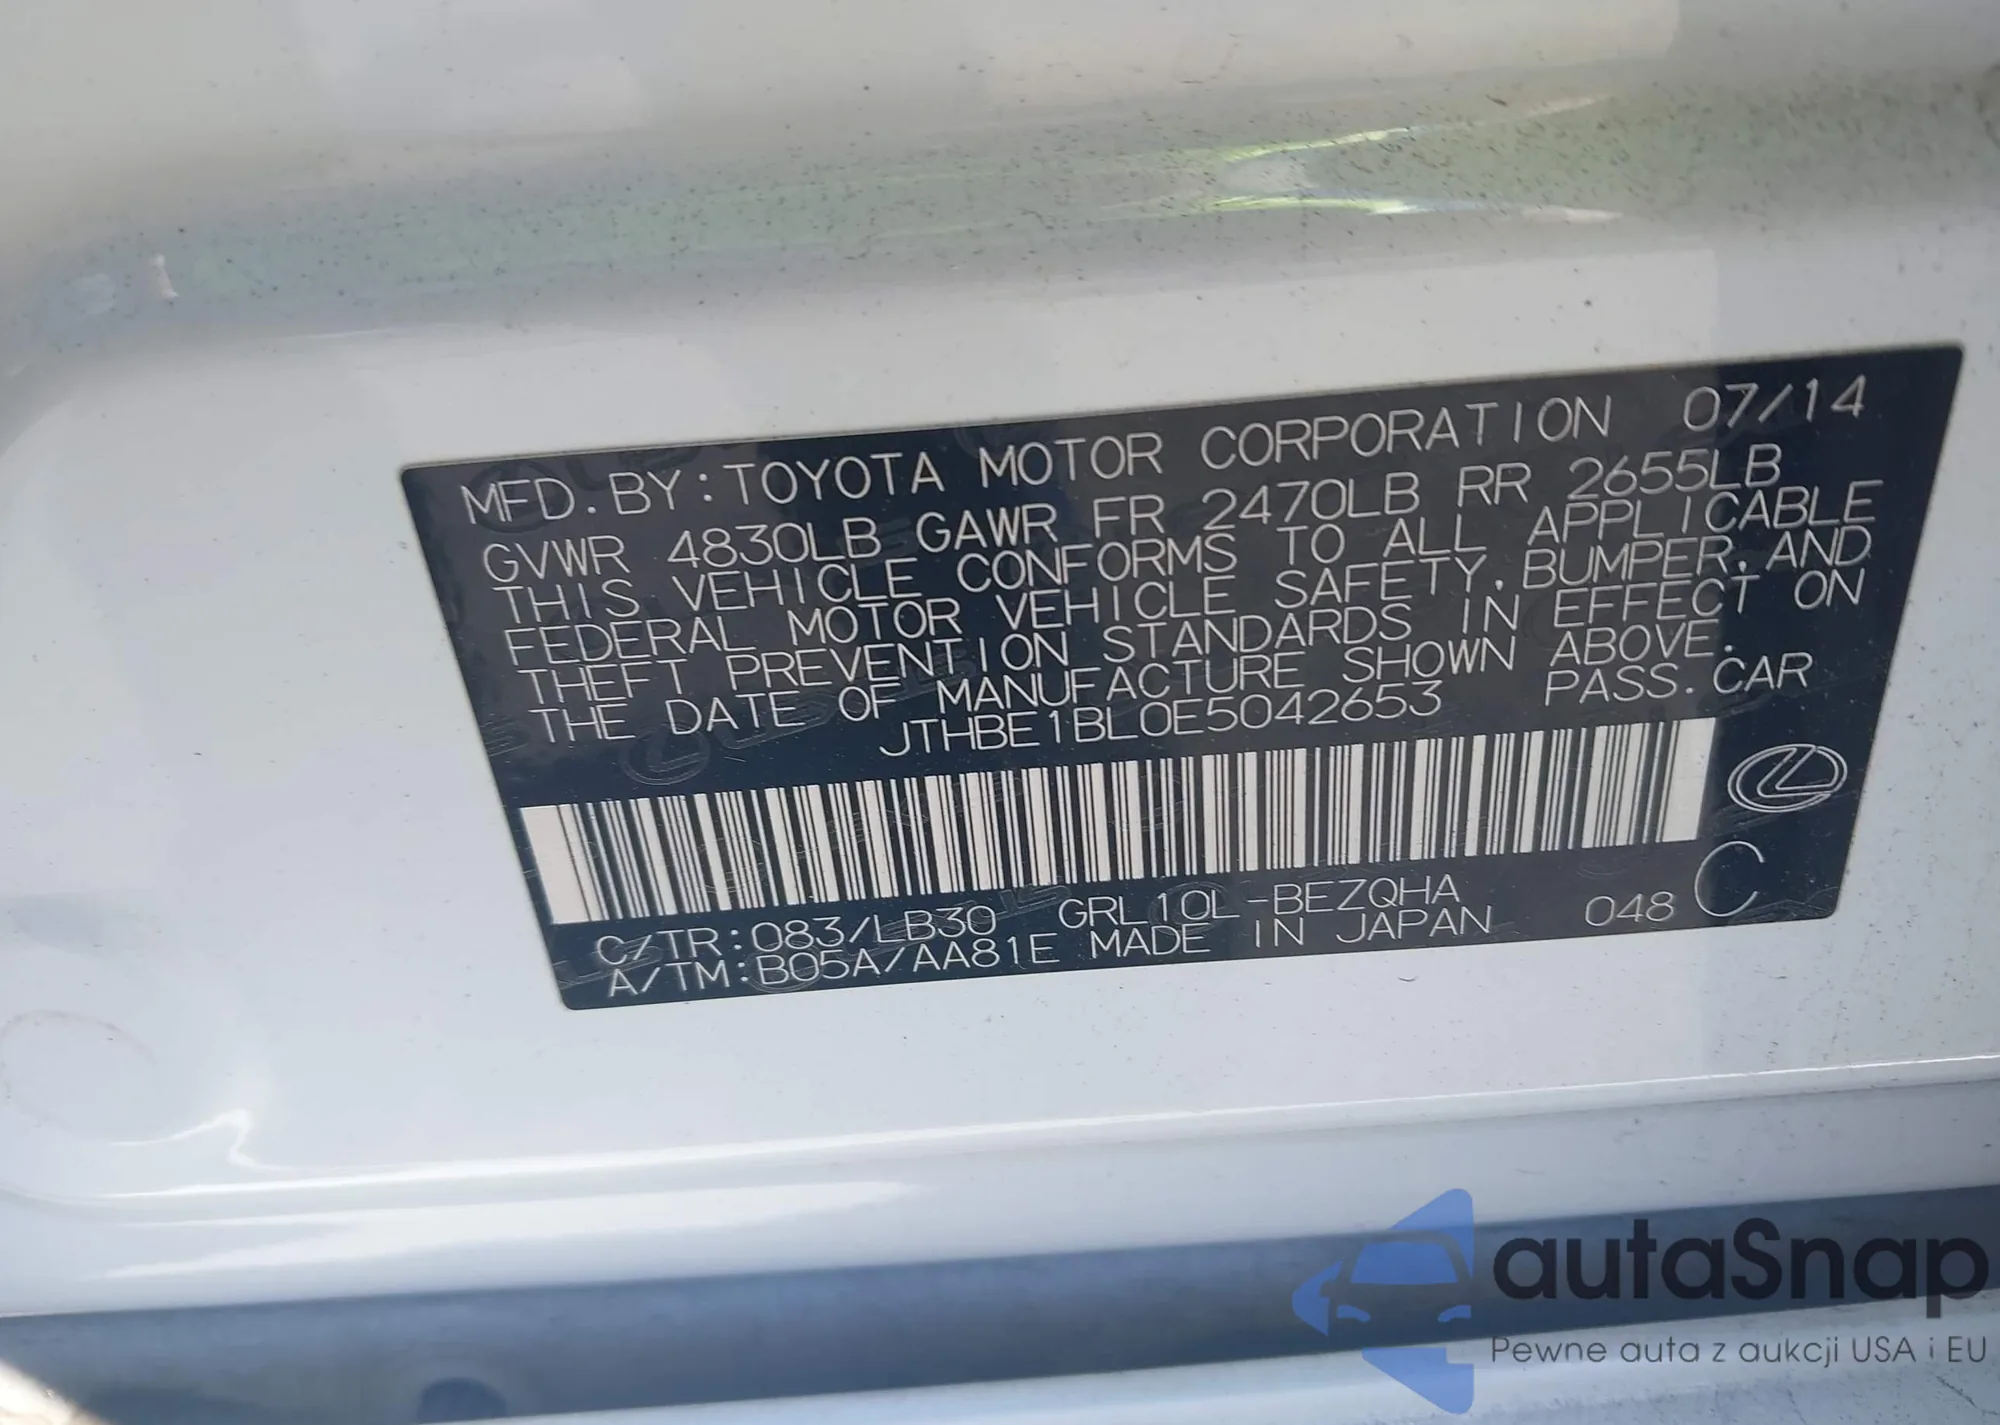 MFD. BY: TOYOTA MOTOR CORPORATION 07/14
GVWR 4830LB GAWR FR 2470LB RR 2655LB
THIS VEHICLE CONFORMS TO ALL APPLICABLE
FEDERAL MOTOR VEHICLE SAFETY, BUMPER, AND
THEFT PREVENTION STANDARDS IN EFFECT ON
THE DATE OF MANUFACTURE SHOWN ABOVE.
JTHBE1BL0E5042653 PASS. CAR
C/TR: 083/LB30 GRL10L-BEZQHA 048 C
A/TM: B05A/AA81E MADE IN JAPAN
autaSnap
Pewne auta z aukcji USA i EU